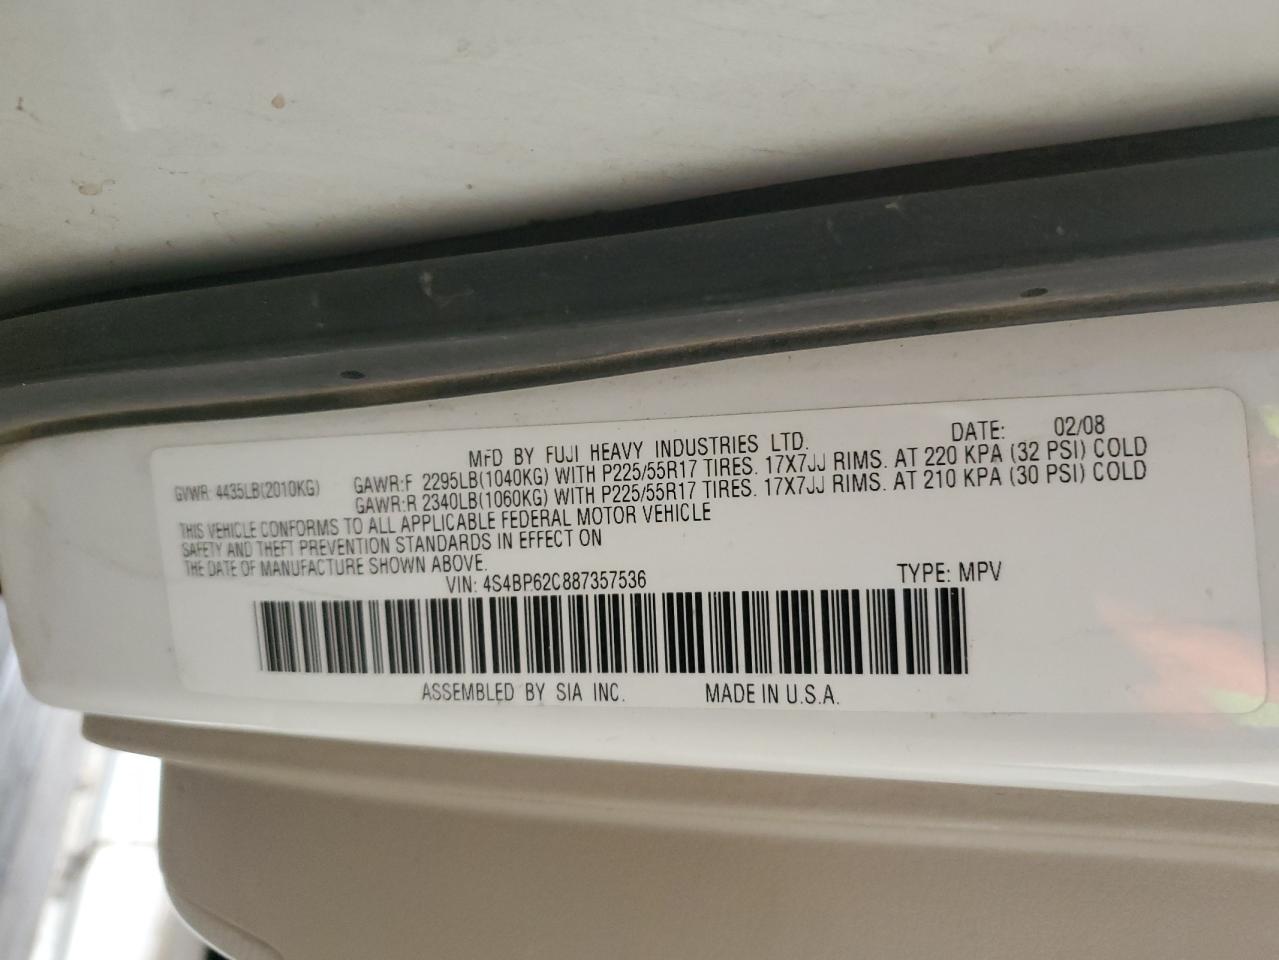 MFD BY FUJI HEAVY INDUSTRIES LTD. DATE: 02/08
GVWR: 4435LB(2010KG) GAWR:F 2295LB(1040KG) WITH P225/55R17 TIRES. 17X7JJ RIMS. AT 220 KPA (32 PSI) COLD
GAWR:R 2340LB(1060KG) WITH P225/55R17 TIRES. 17X7JJ RIMS. AT 210 KPA (30 PSI) COLD
THIS VEHICLE CONFORMS TO ALL APPLICABLE FEDERAL MOTOR VEHICLE
SAFETY AND THEFT PREVENTION STANDARDS IN EFFECT ON
THE DATE OF MANUFACTURE SHOWN ABOVE.
VIN: 4S4BP62C887357536 TYPE: MPV
ASSEMBLED BY SIA INC. MADE IN U.S.A.